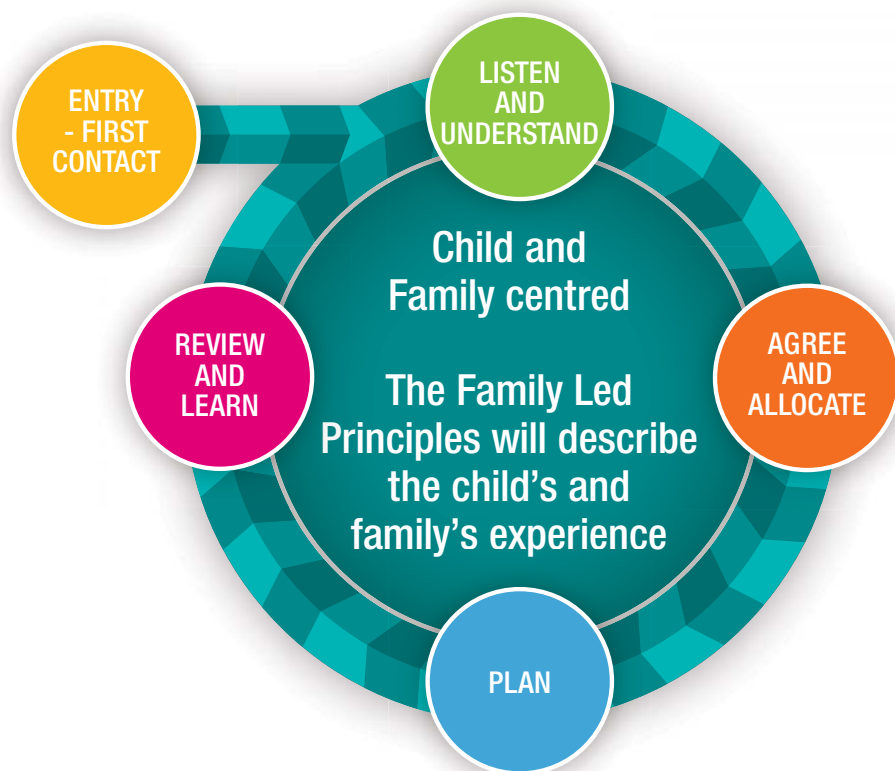 ENTRY
- FIRST
CONTACT
LISTEN
AND
UNDERSTAND
Child and
Family centred
The Family Led
Principles will describe
the child's and
family's experience
AGREE
AND
ALLOCATE
PLAN
REVIEW
AND
LEARN